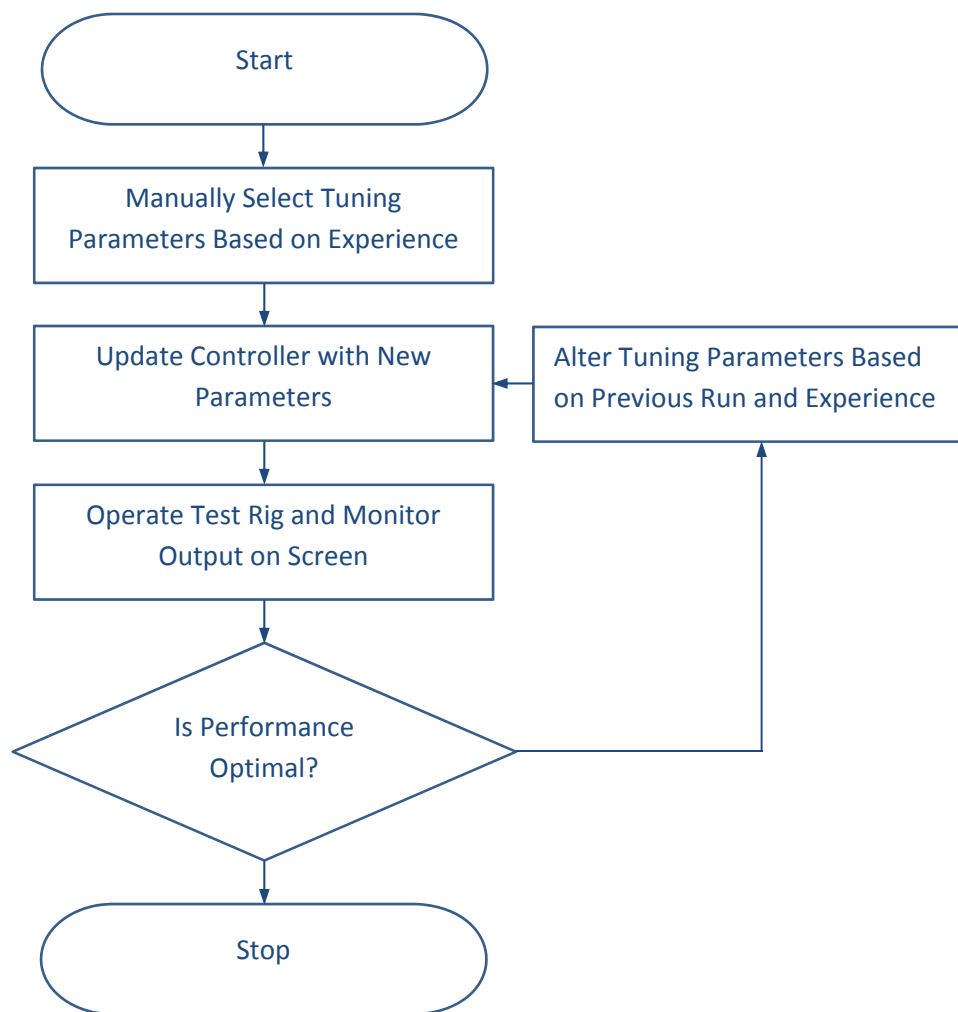 Start
Manually Select Tuning
Parameters Based on Experience
Update Controller with New
Parameters
Alter Tuning Parameters Based
on Previous Run and Experience
Operate Test Rig and Monitor
Output on Screen
Is Performance
Optimal?
Stop